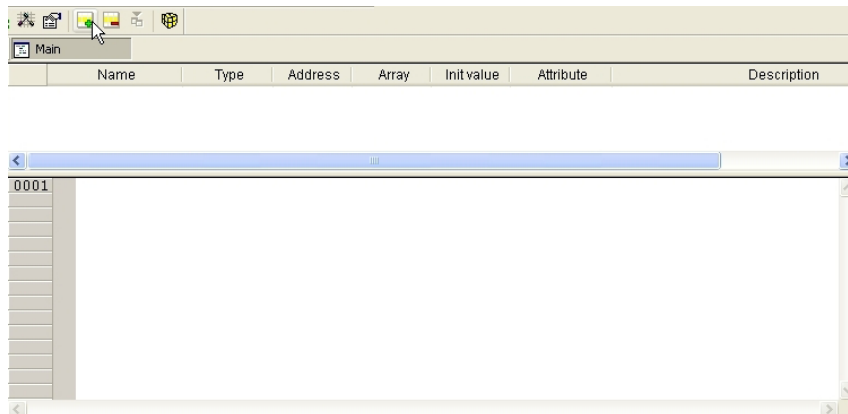 Main
Name Type Address Array Init value Attribute Description
0001